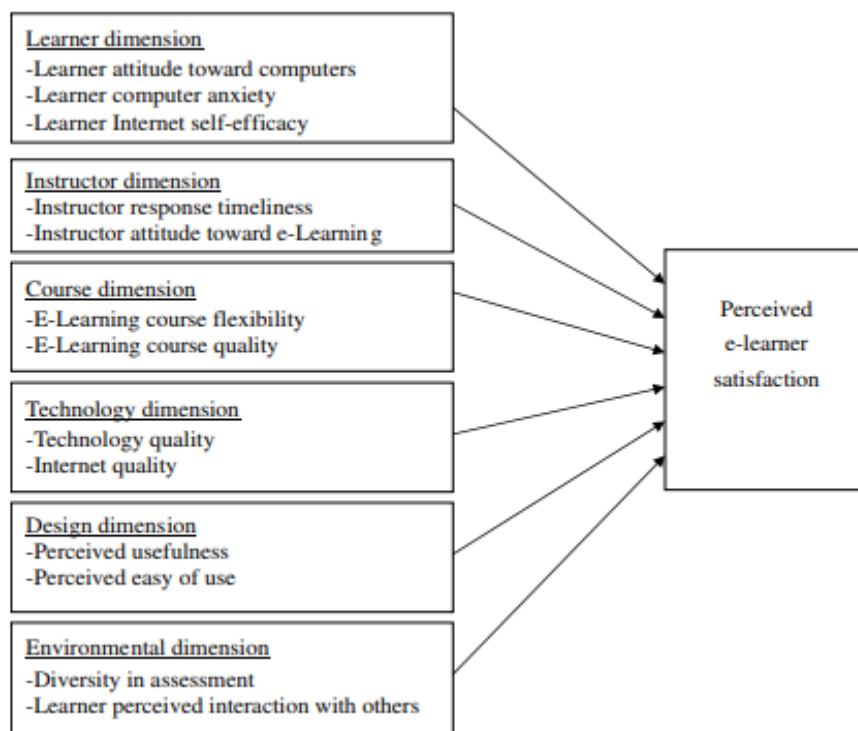 Learner dimension
-Learner attitude toward computers
-Learner computer anxiety
-Learner Internet self-efficacy
Instructor dimension
-Instructor response timeliness
-Instructor attitude toward e-Learning
Course dimension
-E-Learning course flexibility
-E-Learning course quality
Technology dimension
-Technology quality
-Internet quality
Design dimension
-Perceived usefulness
-Perceived easy of use
Environmental dimension
-Diversity in assessment
-Learner perceived interaction with others
Perceived
e-learner
satisfaction